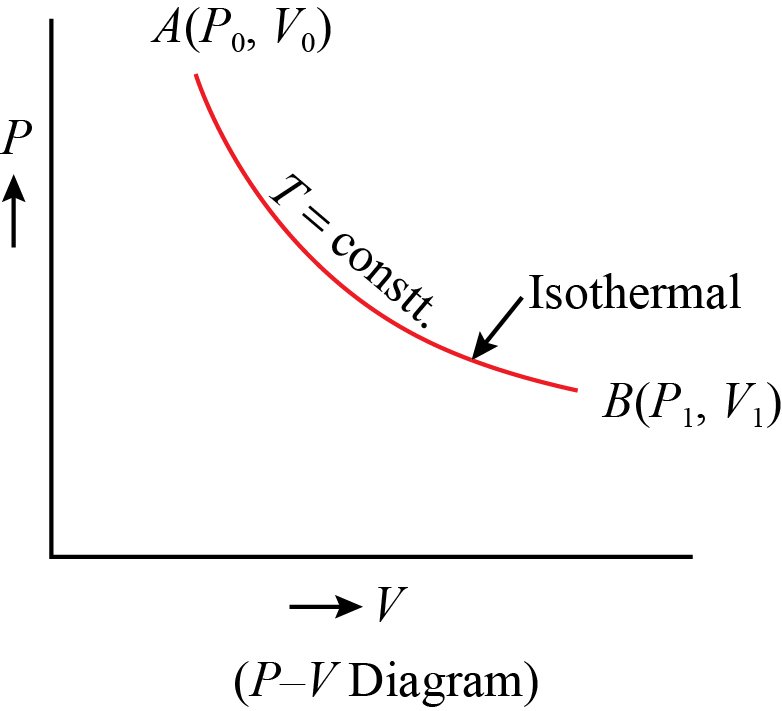 A(P₀, V₀)
P
T = constt.
Isothermal
B(P₁, V₁)
V
(P–V Diagram)